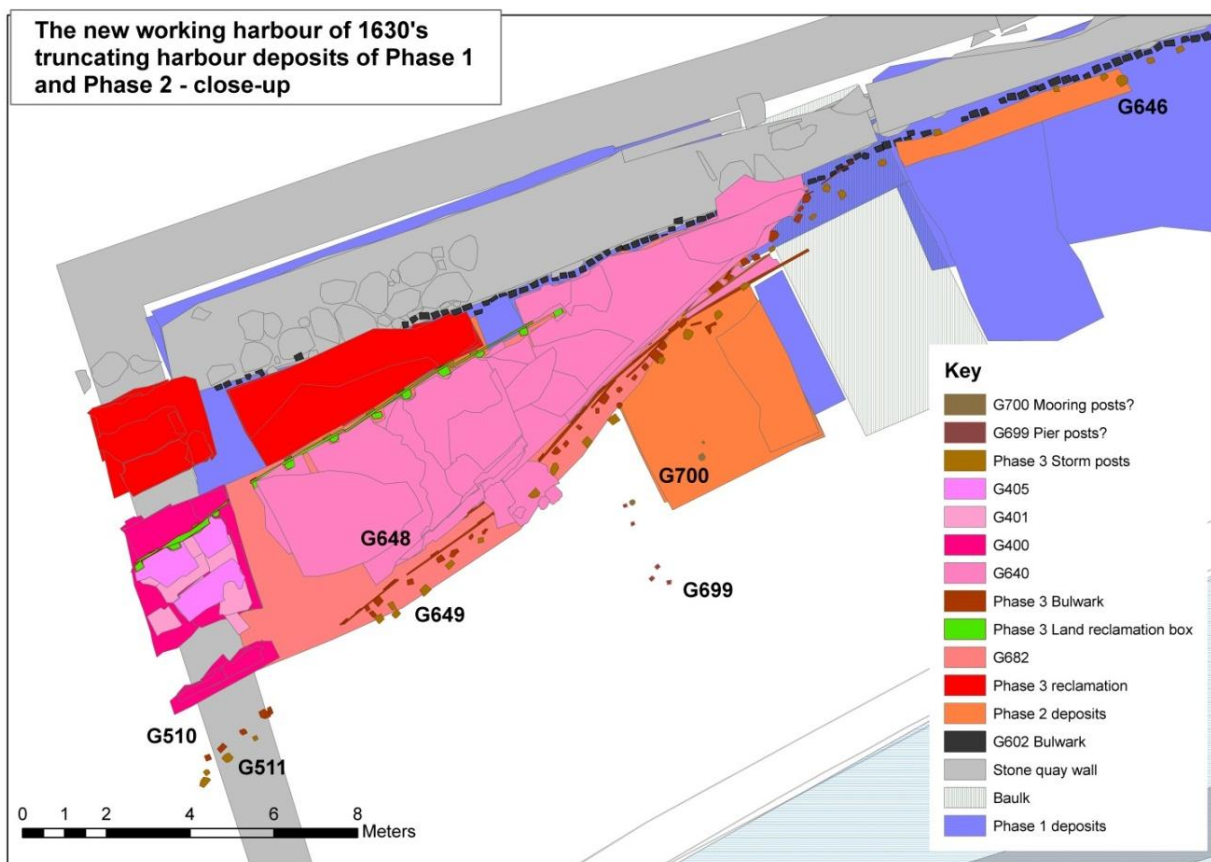 The new working harbour of 1630's
truncating harbour deposits of Phase 1
and Phase 2 - close-up
G646
G700
G648
G699
G649
G510
G511
0 1 2 4 6 8
Meters
Key
G700 Mooring posts?
G699 Pier posts?
Phase 3 Storm posts
G405
G401
G400
G640
Phase 3 Bulwark
Phase 3 Land reclamation box
G682
Phase 3 reclamation
Phase 2 deposits
G602 Bulwark
Stone quay wall
Baulk
Phase 1 deposits